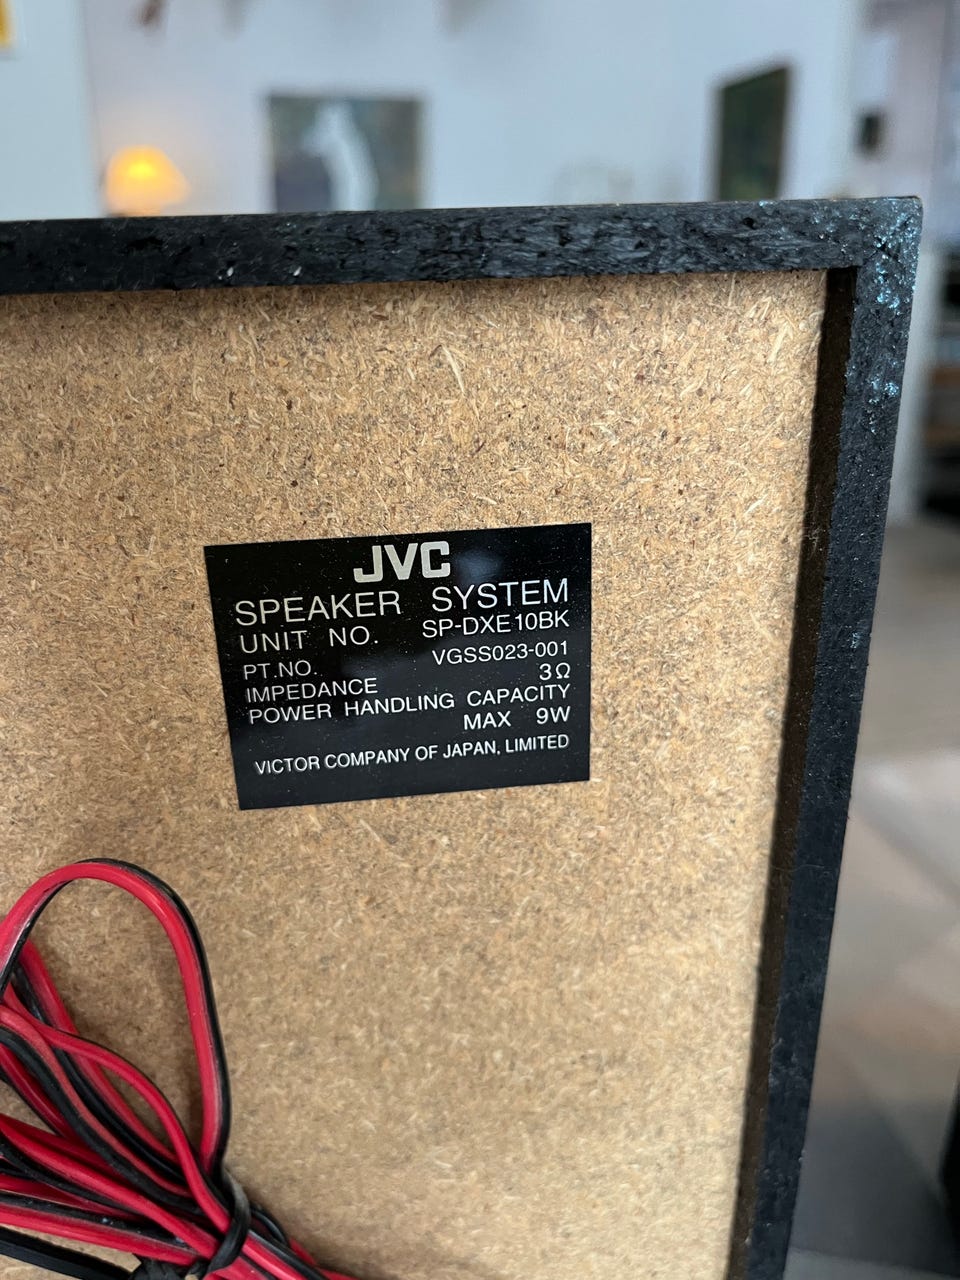 JVC
SPEAKER SYSTEM
UNIT NO. SP-DXE10BK
PT.NO. VGSS023-001
IMPEDANCE 3Ω
POWER HANDLING CAPACITY
MAX 9W
VICTOR COMPANY OF JAPAN, LIMITED